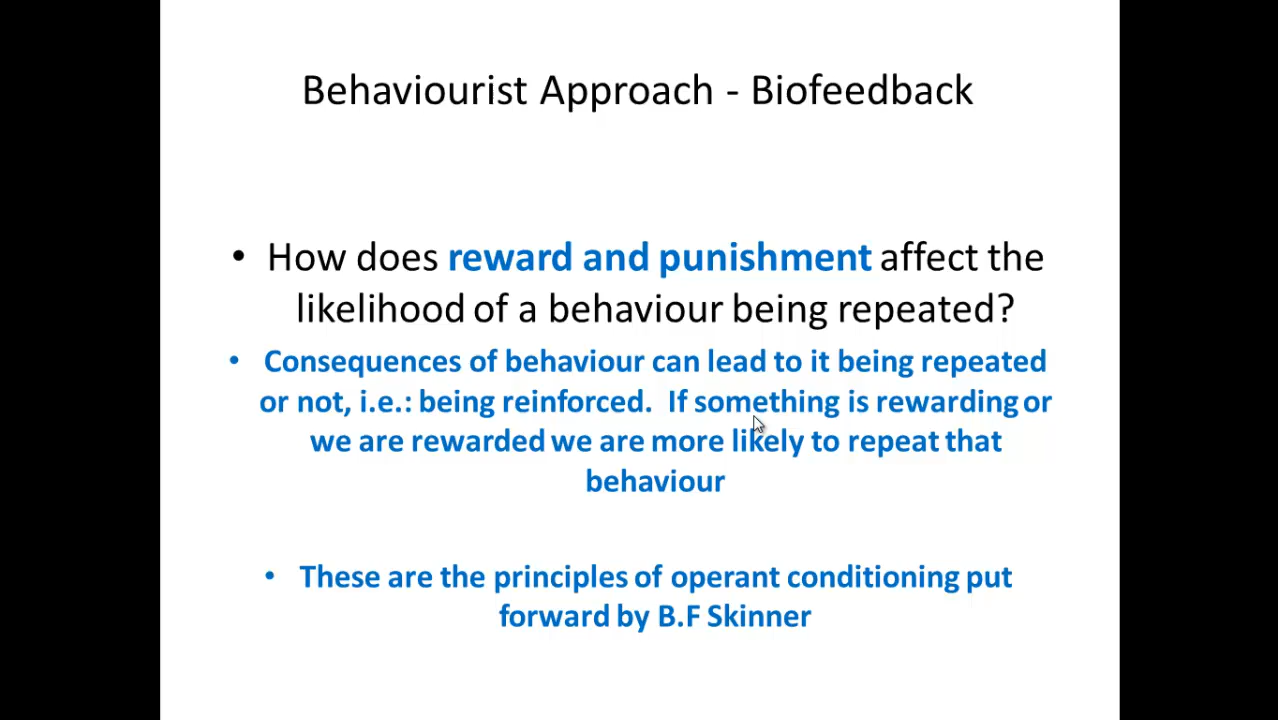 Behaviourist Approach - Biofeedback
• How does reward and punishment affect the
likelihood of a behaviour being repeated?
• Consequences of behaviour can lead to it being repeated
or not, i.e.: being reinforced.  If something is rewarding or
we are rewarded we are more likely to repeat that
behaviour
• These are the principles of operant conditioning put
forward by B.F Skinner